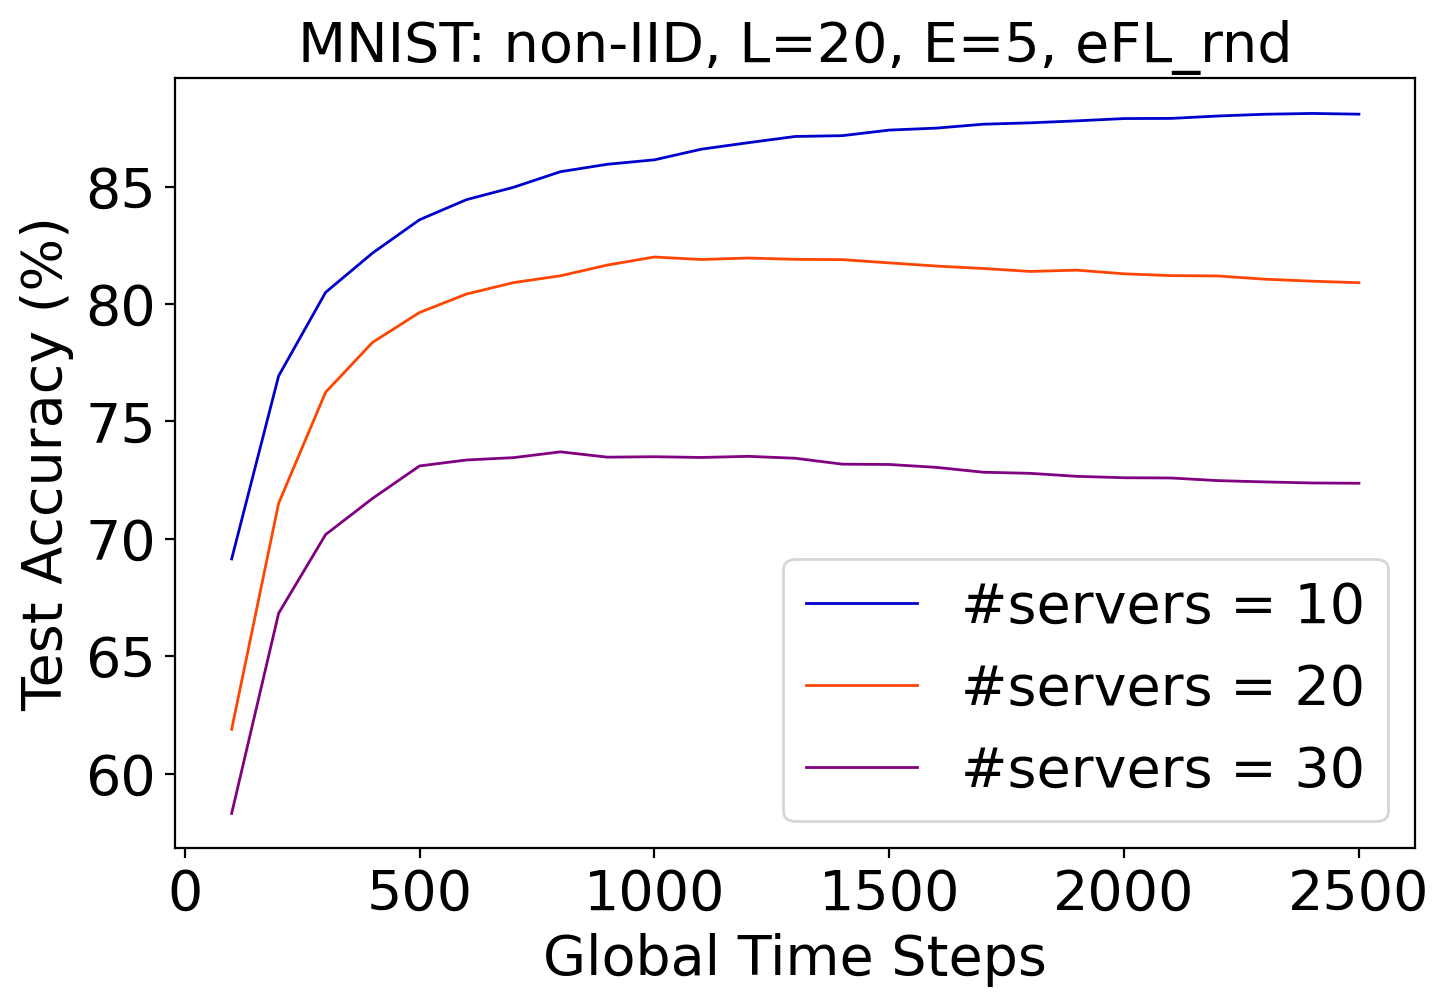 MNIST: non-IID, L=20, E=5, eFL_rnd
Test Accuracy (%)
85
80
75
70
65
60
#servers = 10
#servers = 20
#servers = 30
0 500 1000 1500 2000 2500
Global Time Steps